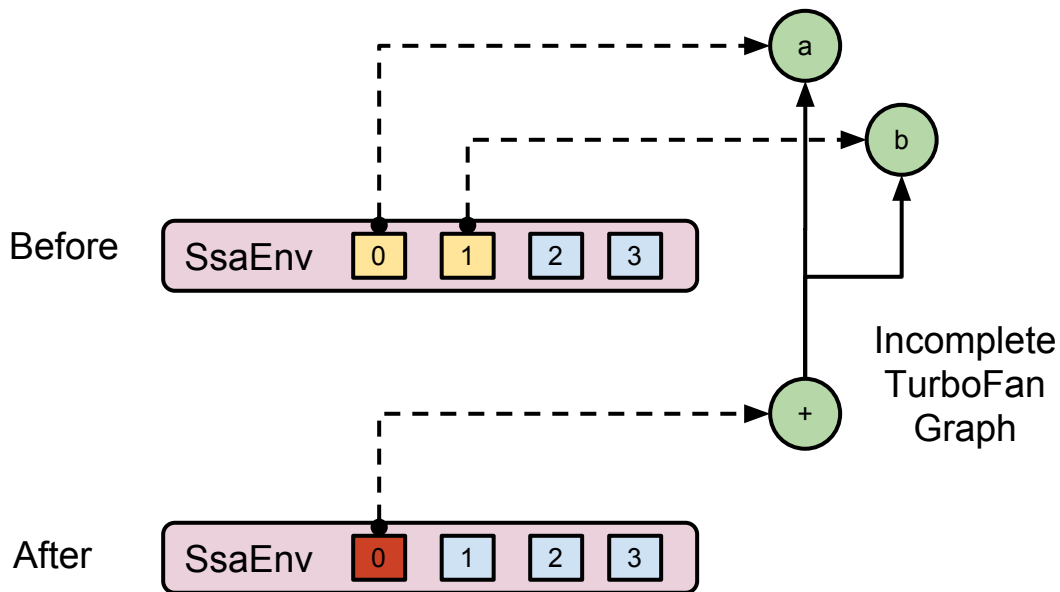 a
b
Before
SsaEnv 0 1 2 3
Incomplete
TurboFan
Graph
+
After
SsaEnv 0 1 2 3